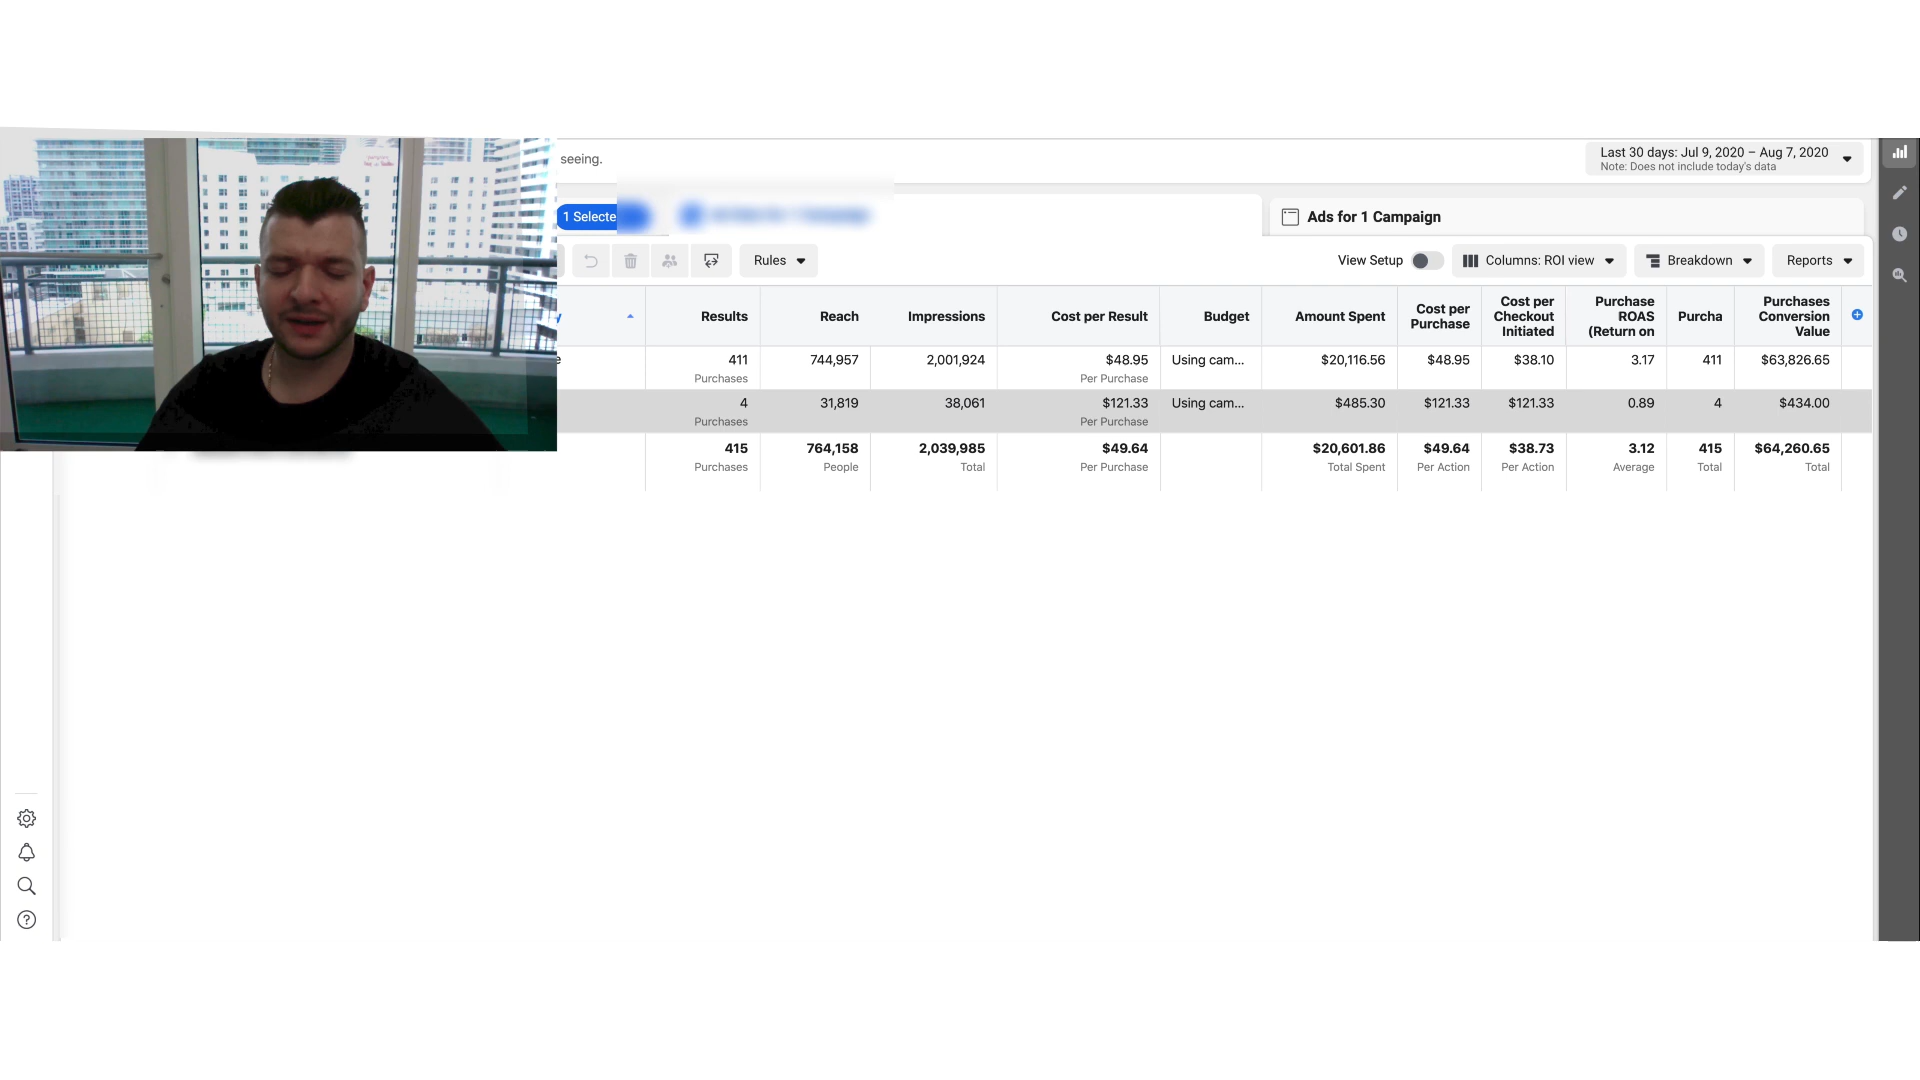 seeing.
Last 30 days: Jul 9, 2020 – Aug 7, 2020
Note: Does not include today's data
1 Selecte
Ads for 1 Campaign
Rules
View Setup
Columns: ROI view
Breakdown
Reports
Results Reach Impressions Cost per Result Budget Amount Spent Cost per Purchase Cost per Checkout Initiated Purchase ROAS (Return on Purcha Purchases Conversion Value
411 744,957 2,001,924 $48.95 Using cam... $20,116.56 $48.95 $38.10 3.17 411 $63,826.65
Purchases Per Purchase
4 31,819 38,061 $121.33 Using cam... $485.30 $121.33 $121.33 0.89 4 $434.00
Purchases Per Purchase
415 764,158 2,039,985 $49.64 $20,601.86 $49.64 $38.73 3.12 415 $64,260.65
Purchases People Total Per Purchase Total Spent Per Action Per Action Average Total Total